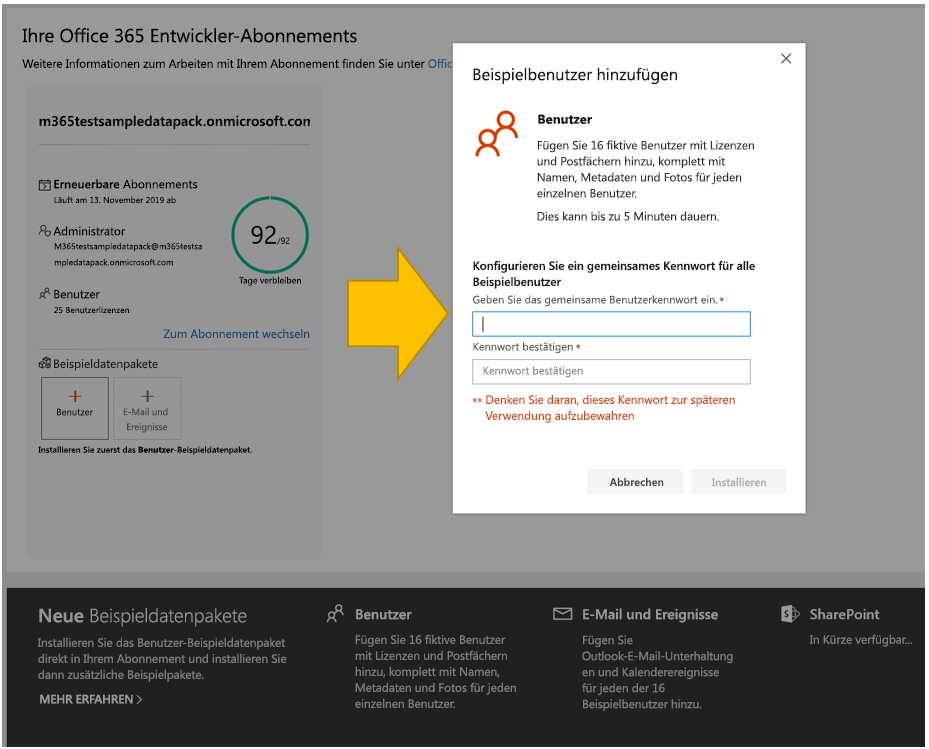 Ihre Office 365 Entwickler-Abonnements
Weitere Informationen zum Arbeiten mit Ihrem Abonnement finden Sie unter Offic
m365testsampledatapack.onmicrosoft.con
Erneuerbare Abonnements
Läuft am 13. November 2019 ab
Administrator
M365testsampledatapack@m365testsa
mpledatapack.onmicrosoft.com
92/92
Tage verbleiben
Benutzer
25 Benutzerlizenzen
Zum Abonnement wechseln
Beispieldatenpakete
Benutzer
E-Mail und
Ereignisse
Installieren Sie zuerst das Benutzer-Beispieldatenpaket.
Beispielbenutzer hinzufügen
Benutzer
Fügen Sie 16 fiktive Benutzer mit Lizenzen
und Postfächern hinzu, komplett mit
Namen, Metadaten und Fotos für jeden
einzelnen Benutzer.
Dies kann bis zu 5 Minuten dauern.
Konfigurieren Sie ein gemeinsames Kennwort für alle
Beispielbenutzer
Geben Sie das gemeinsame Benutzerkennwort ein.*
Kennwort bestätigen *
Kennwort bestätigen
** Denken Sie daran, dieses Kennwort zur späteren
Verwendung aufzubewahren
Abbrechen
Installieren
Neue Beispieldatenpakete
Installieren Sie das Benutzer-Beispieldatenpaket
direkt in Ihrem Abonnement und installieren Sie
dann zusätzliche Beispielpakete.
MEHR ERFAHREN >
Benutzer
Fügen Sie 16 fiktive Benutzer
mit Lizenzen und Postfächern
hinzu, komplett mit Namen,
Metadaten und Fotos für jeden
einzelnen Benutzer.
E-Mail und Ereignisse
Fügen Sie
Outlook-E-Mail-Unterhaltung
en und Kalenderereignisse
für jeden der 16
Beispielbenutzer hinzu.
SharePoint
In Kürze verfügbar...